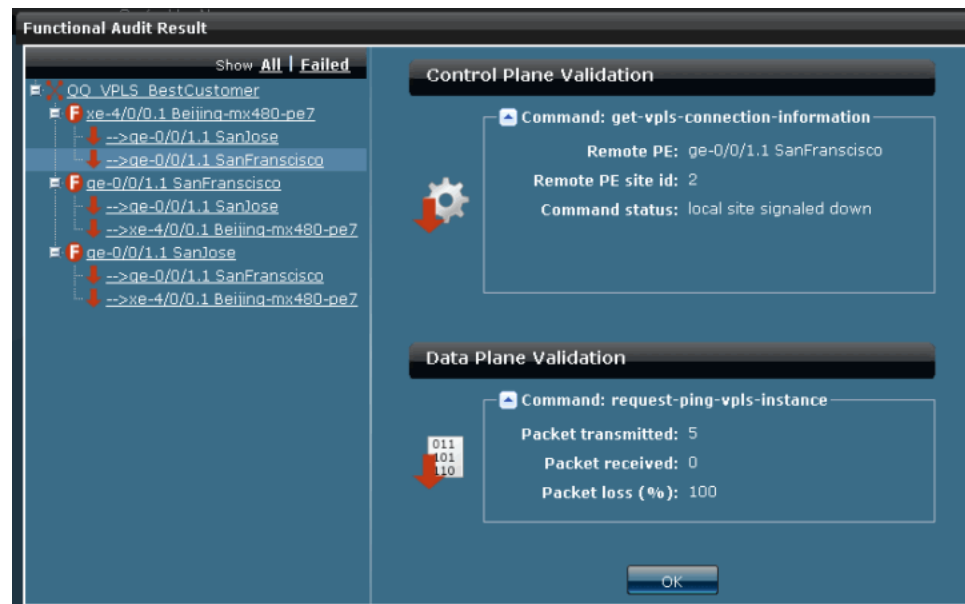 Functional Audit Result
Show All | Failed
QQ_VPLS_BestCustomer
F xe-4/0/0.1 Beijing-mx480-pe7
-->ge-0/0/1.1 SanJose
-->ge-0/0/1.1 SanFranscisco
F ge-0/0/1.1 SanFranscisco
-->ge-0/0/1.1 SanJose
-->xe-4/0/0.1 Beijing-mx480-pe7
F ge-0/0/1.1 SanJose
-->ge-0/0/1.1 SanFranscisco
-->xe-4/0/0.1 Beijing-mx480-pe7
Control Plane Validation
Command: get-vpls-connection-information
Remote PE: ge-0/0/1.1 SanFranscisco
Remote PE site id: 2
Command status: local site signaled down
Data Plane Validation
Command: request-ping-vpls-instance
011
101
110
Packet transmitted: 5
Packet received: 0
Packet loss (%): 100
OK